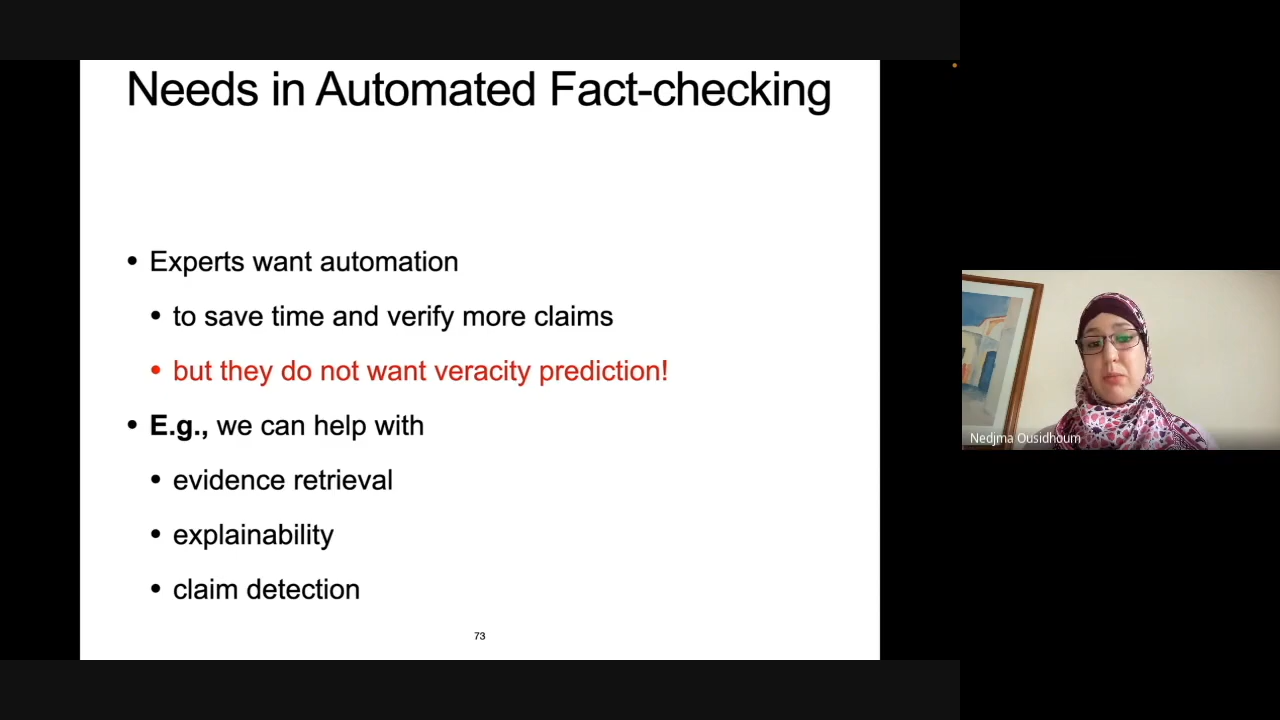 Needs in Automated Fact-checking
• Experts want automation
• to save time and verify more claims
• but they do not want veracity prediction!
• E.g., we can help with
• evidence retrieval
• explainability
• claim detection
73
Nedjma Ousidhoum